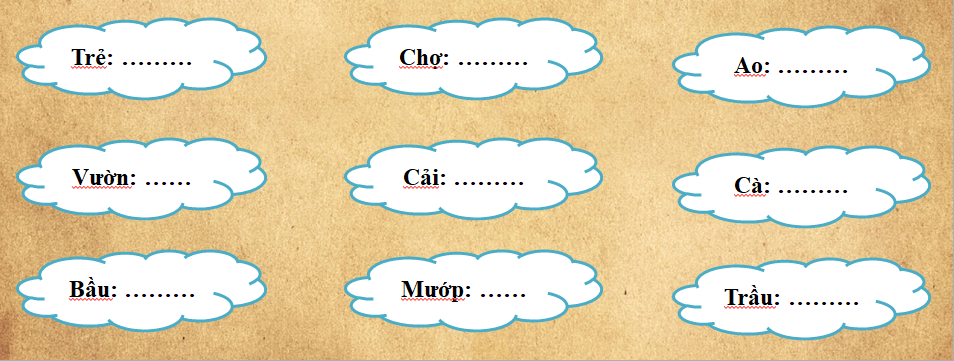 Trẻ: ………
Chợ: ………
Ao: ………
Vườn: ……
Cải: ………
Cà: ………
Bầu: ………
Mướp: ……
Trầu: ………